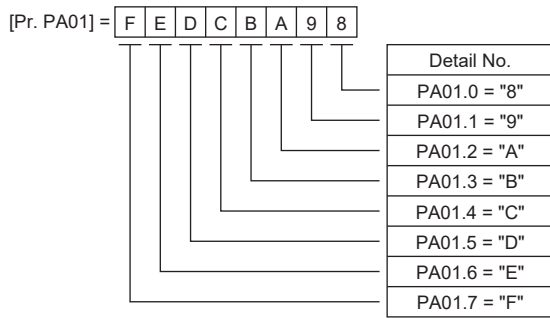 [Pr. PA01] = F E D C B A 9 8
Detail No.
PA01.0 = "8"
PA01.1 = "9"
PA01.2 = "A"
PA01.3 = "B"
PA01.4 = "C"
PA01.5 = "D"
PA01.6 = "E"
PA01.7 = "F"